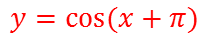 y = cos(x + π)